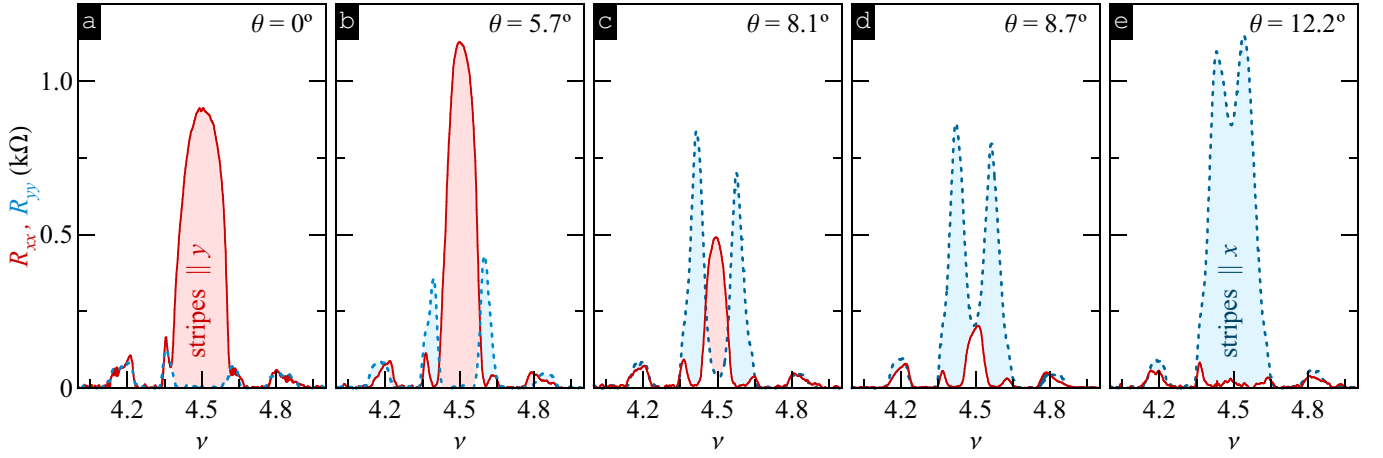 a θ = 0º
b θ = 5.7º
c θ = 8.1º
d θ = 8.7º
e θ = 12.2º
R_xx, R_yy (kΩ)
1.0
0.5
0
stripes || y
stripes || x
4.2 4.5 4.8
4.2 4.5 4.8
4.2 4.5 4.8
4.2 4.5 4.8
4.2 4.5 4.8
ν
ν
ν
ν
ν